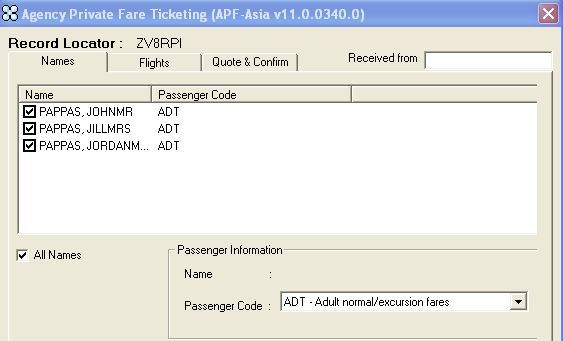 Agency Private Fare Ticketing (APF-Asia v11.0.0340.0)
Record Locator : ZV8RPI
Names Flights Quote & Confirm Received from
Name Passenger Code
PAPPAS, JOHNMR ADT
PAPPAS, JILLMRS ADT
PAPPAS, JORDANM... ADT
All Names
Passenger Information
Name :
Passenger Code : ADT - Adult normal/excursion fares